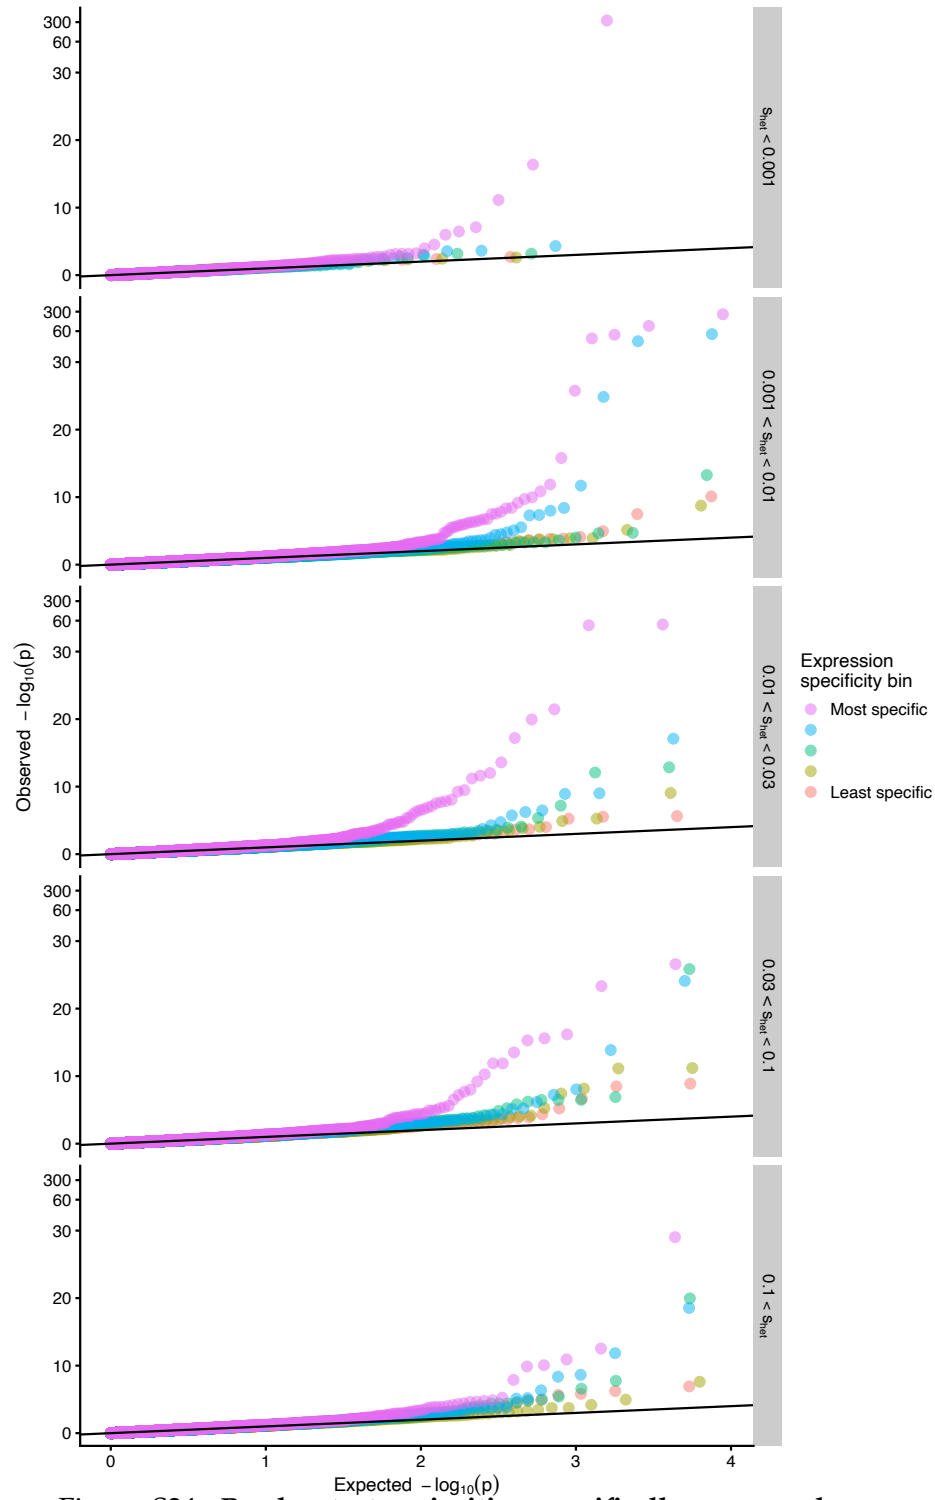 300
60
30
20
10
0
s_het < 0.001
300
60
30
20
10
0
0.001 < s_het < 0.01
300
60
30
20
10
0
0.01 < s_het < 0.03
300
60
30
20
10
0
0.03 < s_het < 0.1
300
60
30
20
10
0
0.1 < s_het
Observed −log₁₀(p)
0 1 2 3 4
Expected −log₁₀(p)
Expression
specificity bin
Most specific
Least specific